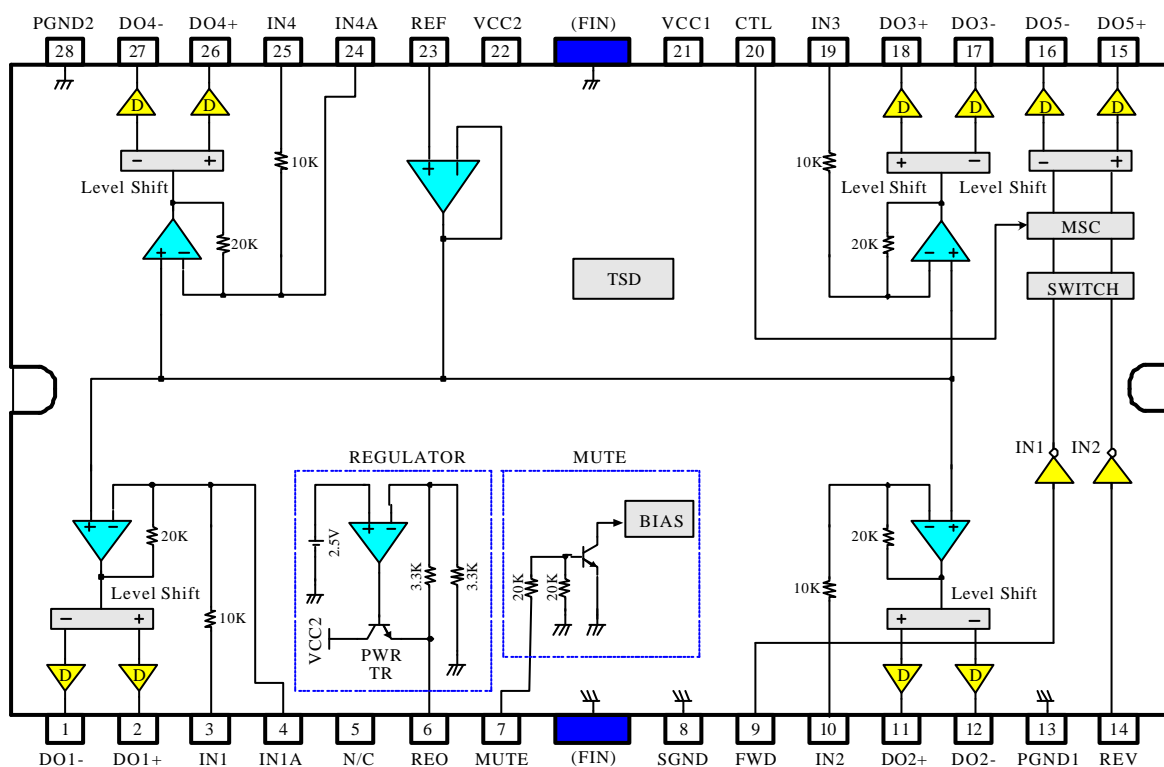 PGND2 DO4- DO4+ IN4 IN4A REF VCC2 (FIN) VCC1 CTL IN3 DO3+ DO3- DO5- DO5+
28 27 26 25 24 23 22 21 20 19 18 17 16 15
D D D D D D
- + + - - +
10K 10K
Level Shift Level Shift Level Shift
+ -
MSC
20K 20K
+ - - +
TSD
SWITCH
REGULATOR MUTE IN1 IN2
BIAS
+ - + - - +
20K 2.5V 3.3K 3.3K 20K 20K 20K
Level Shift 10K 10K Level Shift
- + + -
VCC2
PWR
TR
D D D D
1 2 3 4 5 6 7 8 9 10 11 12 13 14
DO1- DO1+ IN1 IN1A N/C REO MUTE (FIN) SGND FWD IN2 DO2+ DO2- PGND1 REV